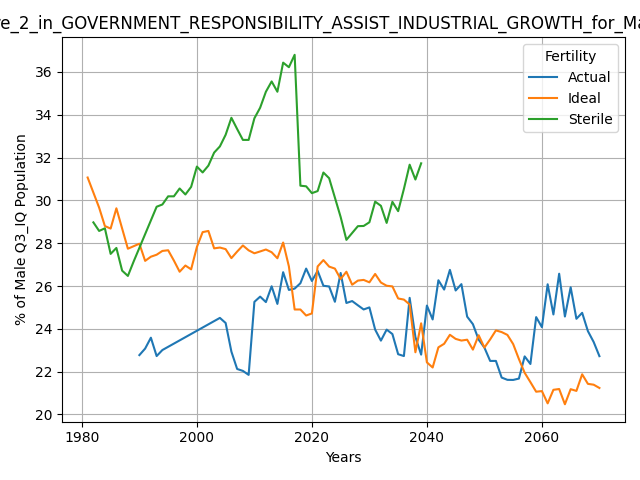 re_2_in_GOVERNMENT_RESPONSIBILITY_ASSIST_INDUSTRIAL_GROWTH_for_Ma
Fertility
Actual
Ideal
Sterile
% of Male Q3_IQ Population
36
34
32
30
28
26
24
22
20
1980
2000
2020
2040
2060
Years